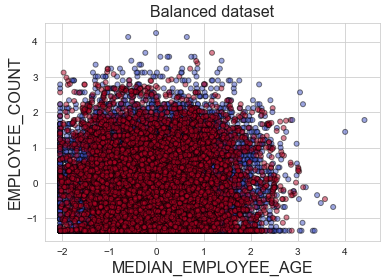 Balanced dataset
EMPLOYEE_COUNT
4
3
2
1
0
−1
−2 −1 0 1 2 3 4
MEDIAN_EMPLOYEE_AGE